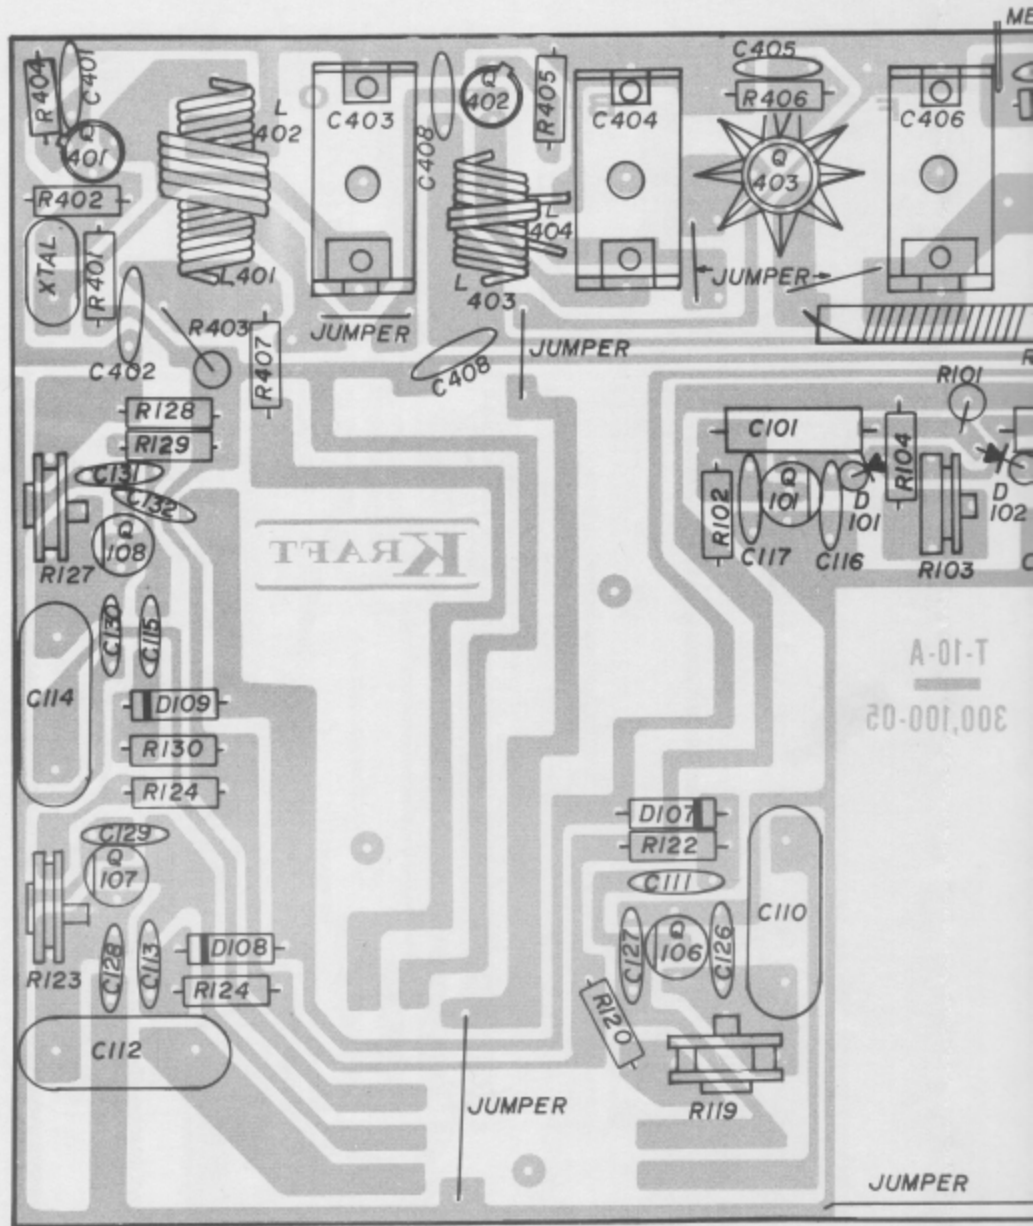 ME
R404
C401
L
402
C403
C408
Q
402
R405
C404
C405
R406
C406
Q
401
R402
Q
403
L
404
XTAL
R401
L401
L
403
JUMPER
R403
JUMPER
C402
R407
C408
JUMPER
R
R101
R128
R129
C101
R104
C131
C132
R102
Q
101
D
101
D
102
Q
108
KRAFT
R127
C117
C116
R103
C
C130
C115
T-10-A
C114
D109
300,100-05
R130
R124
D107
C129
R122
Q
107
C111
C110
C128
C113
D108
C127
Q
106
C126
R123
R124
R120
C112
JUMPER
R119
JUMPER